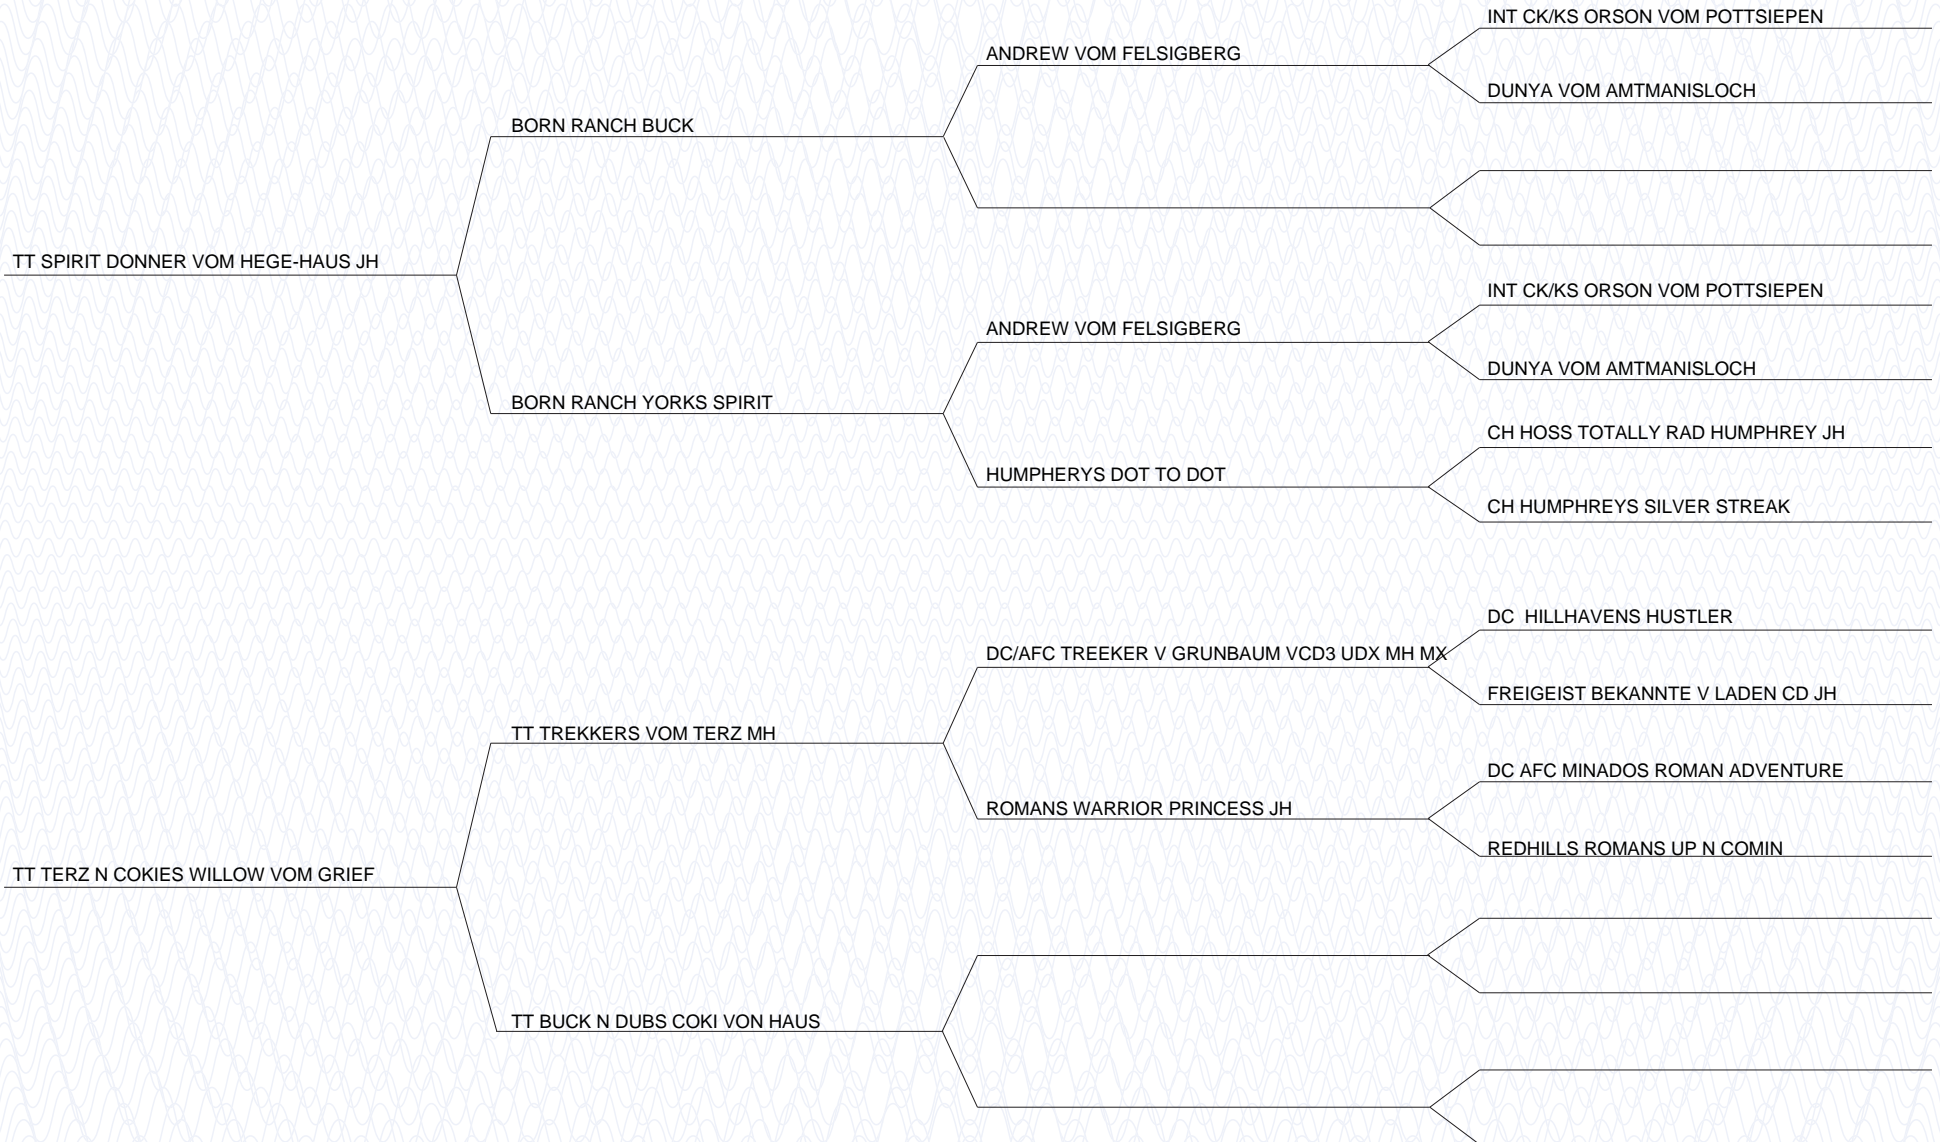 INT CK/KS ORSON VOM POTTSIEPEN
ANDREW VOM FELSIGBERG
DUNYA VOM AMTMANISLOCH
BORN RANCH BUCK
TT SPIRIT DONNER VOM HEGE-HAUS JH
INT CK/KS ORSON VOM POTTSIEPEN
ANDREW VOM FELSIGBERG
DUNYA VOM AMTMANISLOCH
BORN RANCH YORKS SPIRIT
CH HOSS TOTALLY RAD HUMPHREY JH
HUMPHERYS DOT TO DOT
CH HUMPHREYS SILVER STREAK
DC HILLHAVENS HUSTLER
DC/AFC TREEKER V GRUNBAUM VCD3 UDX MH MX
FREIGEIST BEKANNTE V LADEN CD JH
TT TREKKERS VOM TERZ MH
DC AFC MINADOS ROMAN ADVENTURE
ROMANS WARRIOR PRINCESS JH
REDHILLS ROMANS UP N COMIN
TT TERZ N COKIES WILLOW VOM GRIEF
TT BUCK N DUBS COKI VON HAUS